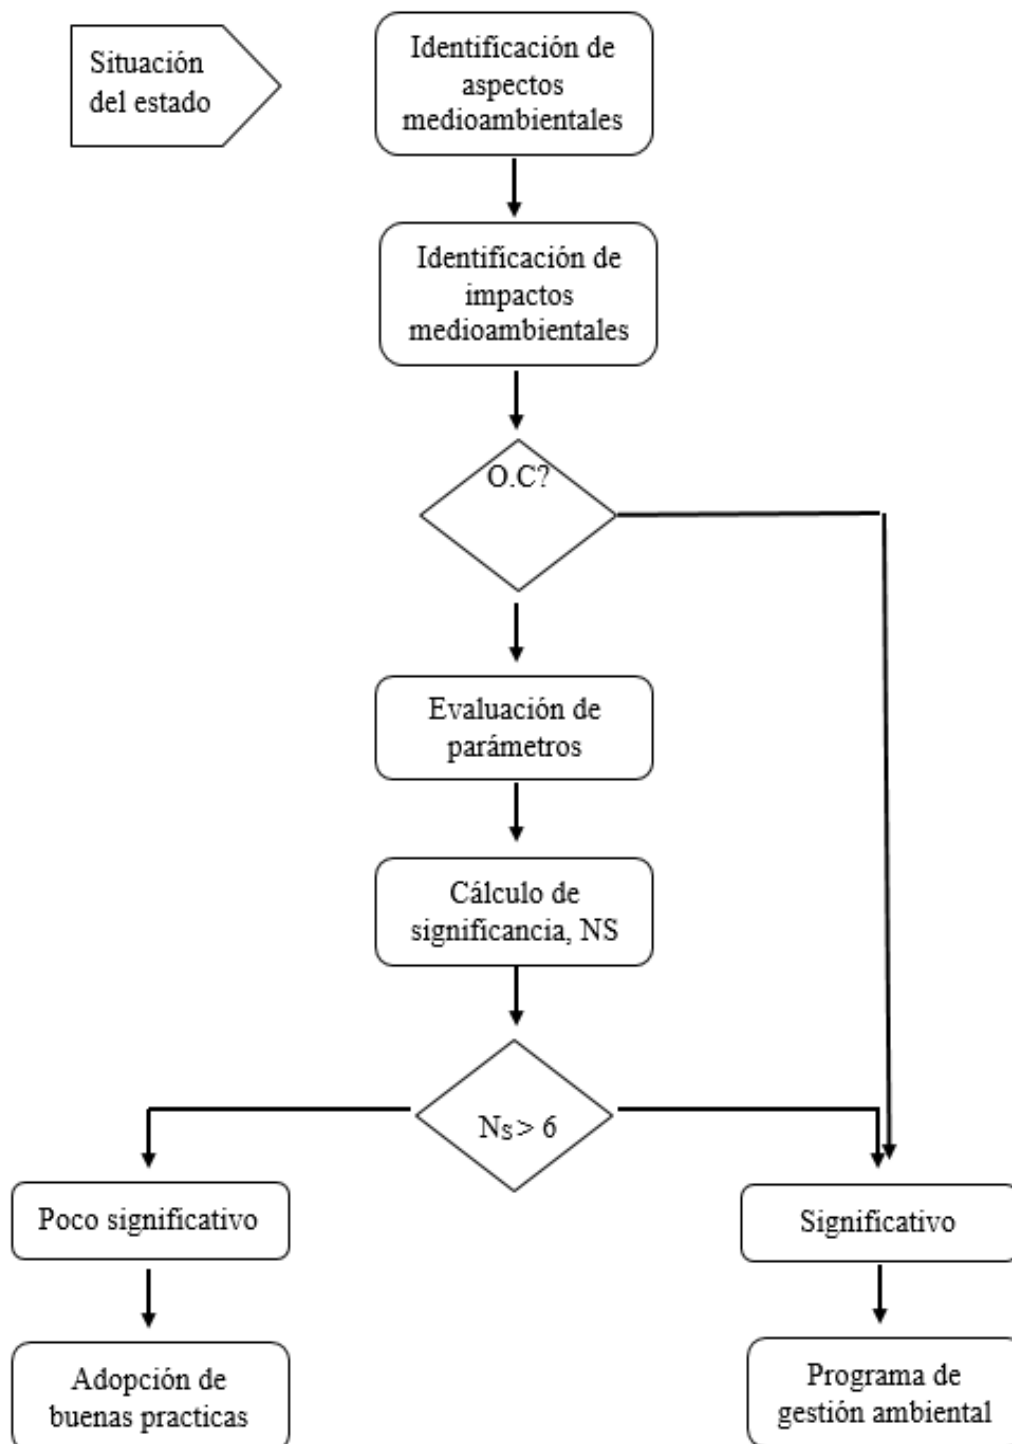 Situación
del estado
Identificación de
aspectos
medioambientales
Identificación de
impactos
medioambientales
O.C?
Evaluación de
parámetros
Cálculo de
significancia, NS
Ns > 6
Poco significativo
Significativo
Adopción de
buenas practicas
Programa de
gestión ambiental